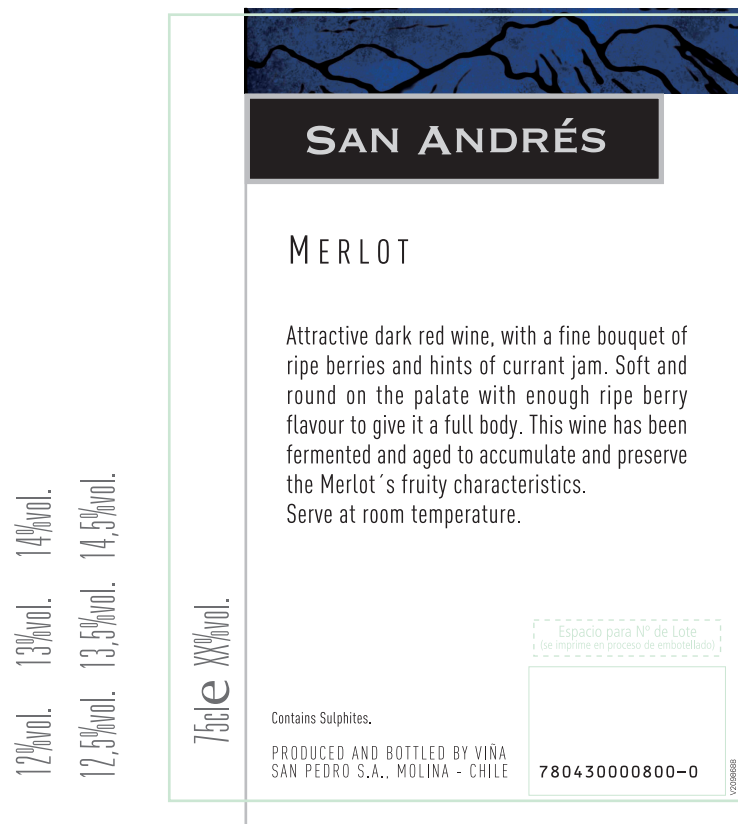 SAN ANDRÉS
MERLOT
Attractive dark red wine, with a fine bouquet of
ripe berries and hints of currant jam. Soft and
round on the palate with enough ripe berry
flavour to give it a full body. This wine has been
fermented and aged to accumulate and preserve
the Merlot´s fruity characteristics.
Serve at room temperature.
Espacio para Nº de Lote
(se imprime en proceso de embotellado)
Contains Sulphites.
PRODUCED AND BOTTLED BY VIÑA
SAN PEDRO S.A., MOLINA - CHILE
780430000800-0
V2098688
75cl e XX%vol.
12%vol. 13%vol. 14%vol.
12,5%vol. 13,5%vol. 14,5%vol.